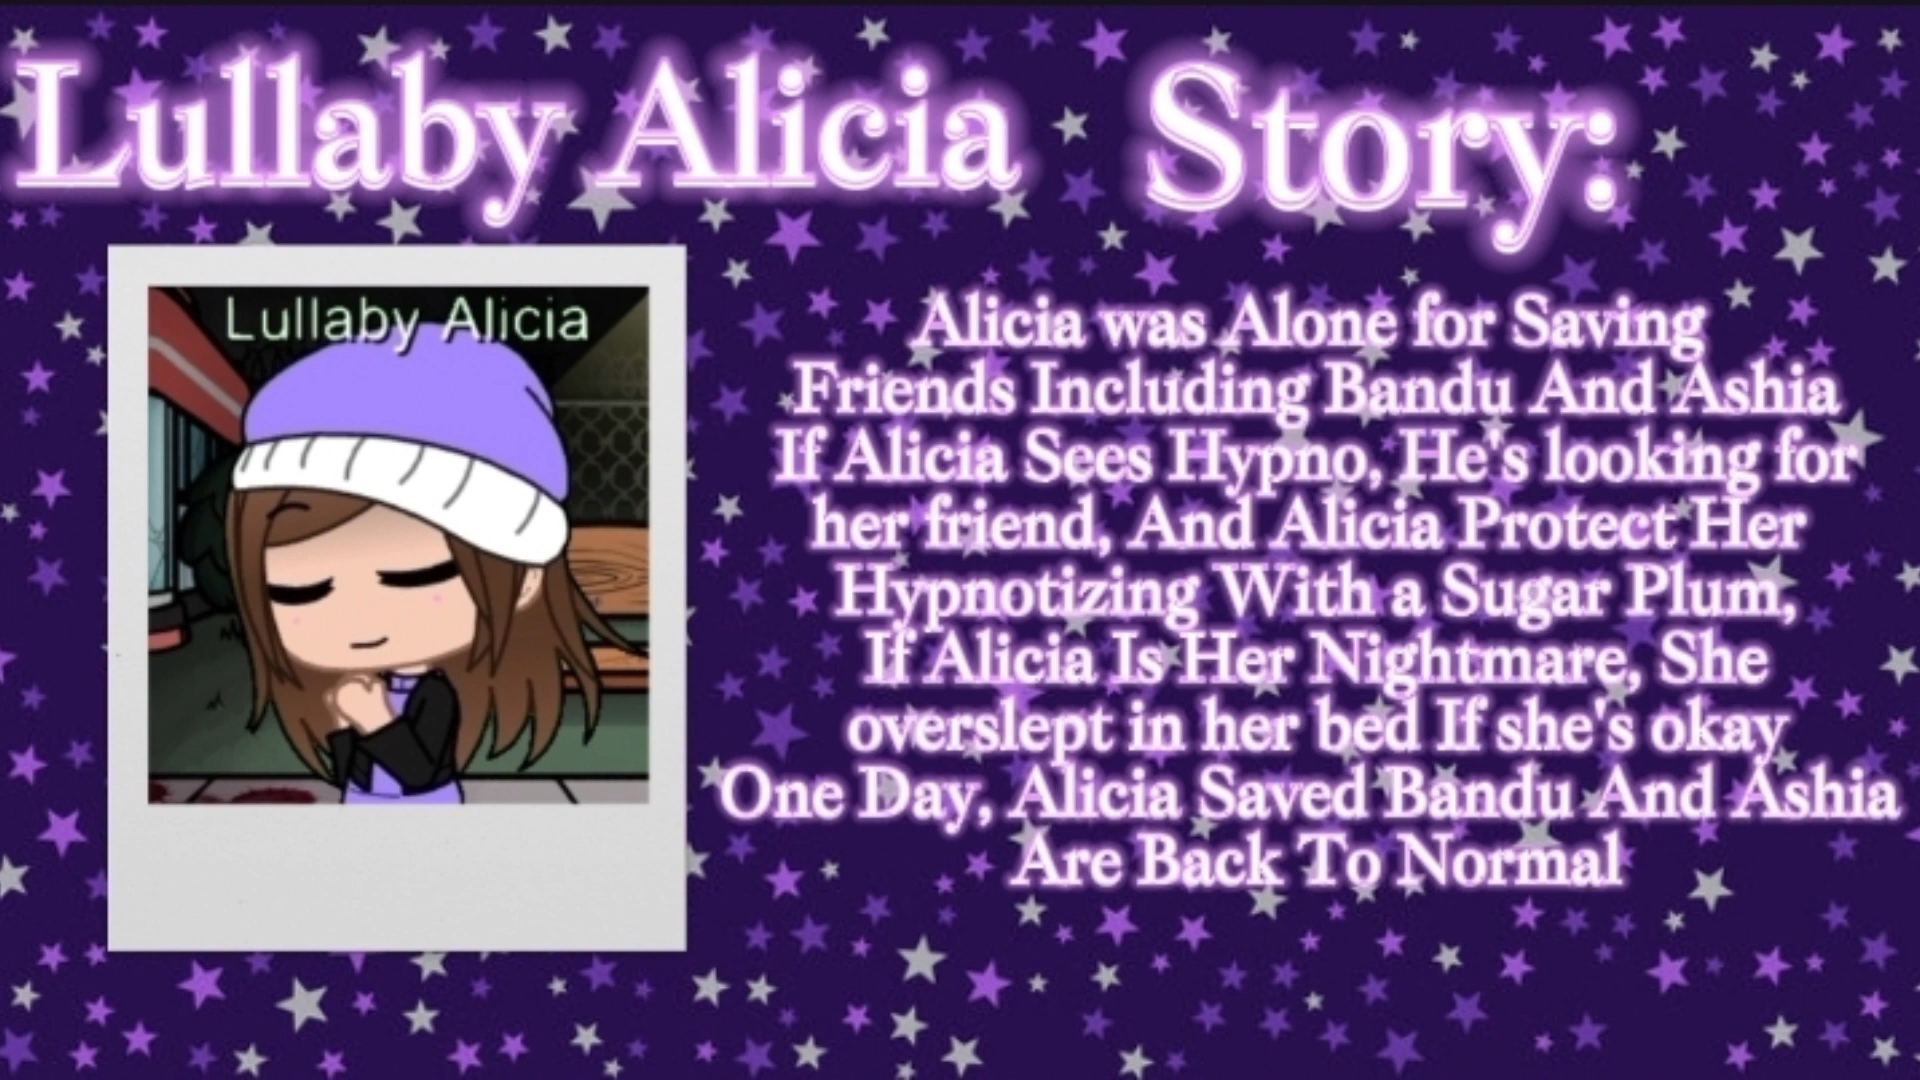 Lullaby Alicia Story:
Lullaby Alicia
Alicia was Alone for Saving
Friends Including Bandu And Ashia
If Alicia Sees Hypno, He's looking for
her friend, And Alicia Protect Her
Hypnotizing With a Sugar Plum,
If Alicia Is Her Nightmare, She
overslept in her bed If she's okay
One Day, Alicia Saved Bandu And Ashia
Are Back To Normal